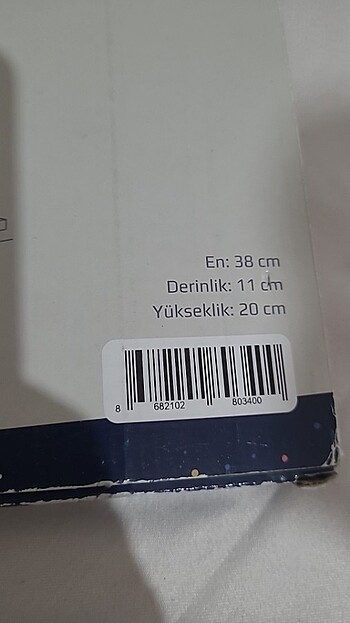 En: 38 cm
Derinlik: 11 cm
Yükseklik: 20 cm
8 682102 803400